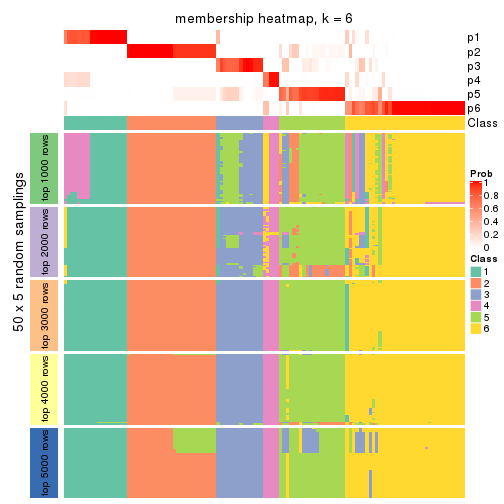 membership heatmap, k = 6
p1
p2
p3
p4
p5
p6
Class
50 x 5 random samplings
top 1000 rows
top 2000 rows
top 3000 rows
top 4000 rows
top 5000 rows
Prob
1
0.8
0.6
0.4
0.2
0
Class
1
2
3
4
5
6